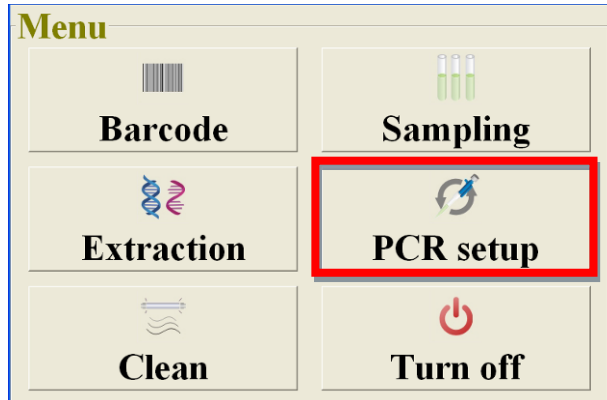 Menu
Barcode
Sampling
Extraction
PCR setup
Clean
Turn off